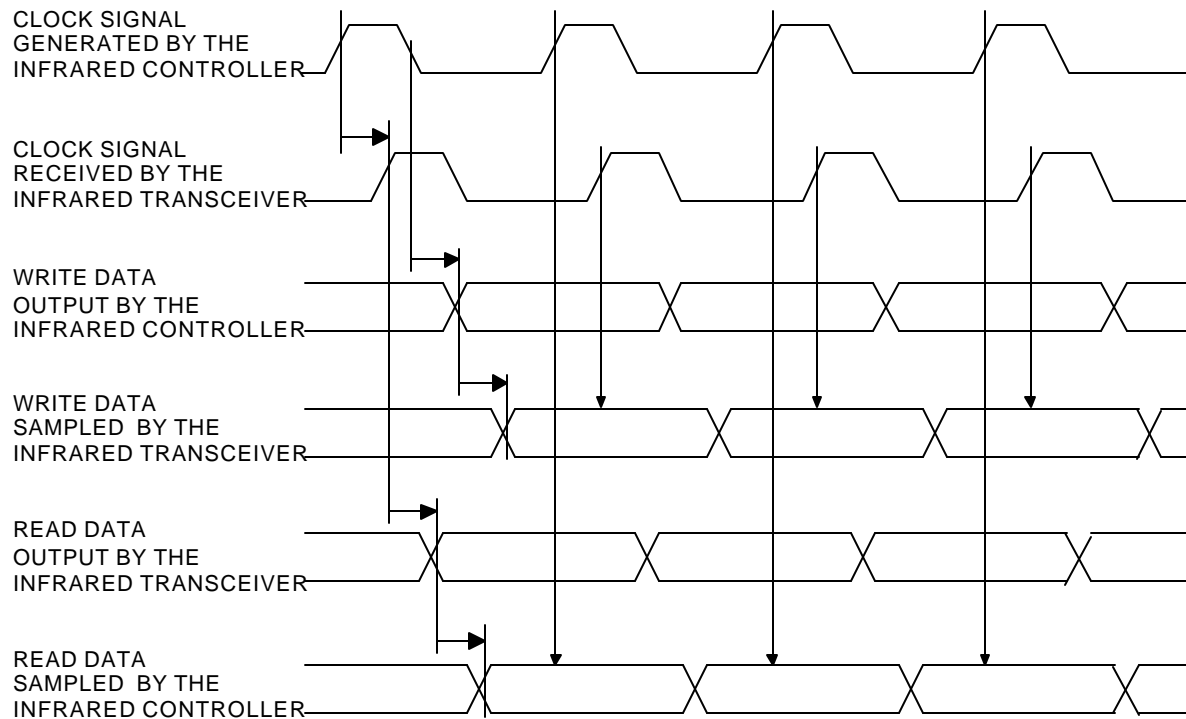 CLOCK SIGNAL
GENERATED BY THE
INFRARED CONTROLLER
CLOCK SIGNAL
RECEIVED BY THE
INFRARED TRANSCEIVER
WRITE DATA
OUTPUT BY THE
INFRARED CONTROLLER
WRITE DATA
SAMPLED BY THE
INFRARED TRANSCEIVER
READ DATA
OUTPUT BY THE
INFRARED TRANSCEIVER
READ DATA
SAMPLED BY THE
INFRARED CONTROLLER